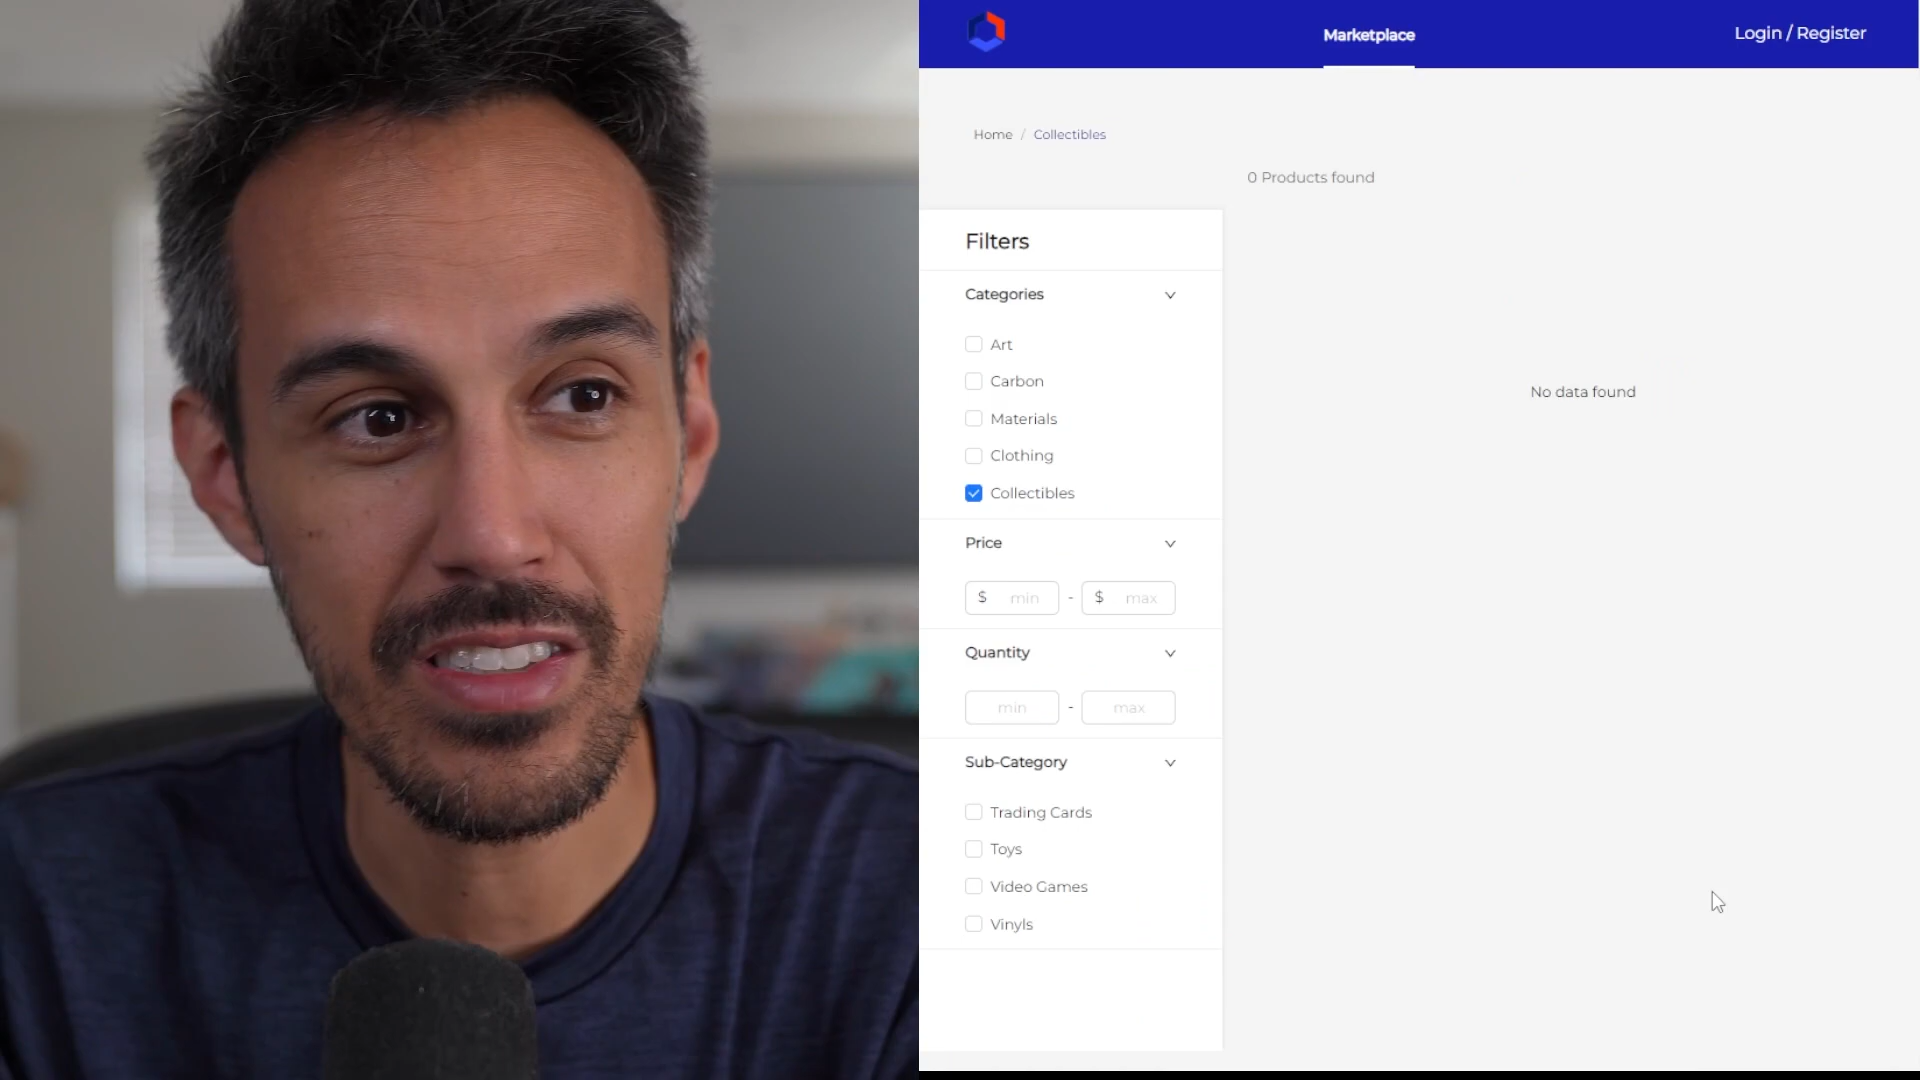 Marketplace
Login / Register
Home / Collectibles
0 Products found
Filters
Categories
Art
Carbon
Materials
Clothing
Collectibles
No data found
Price
$ min - $ max
Quantity
min - max
Sub-Category
Trading Cards
Toys
Video Games
Vinyls